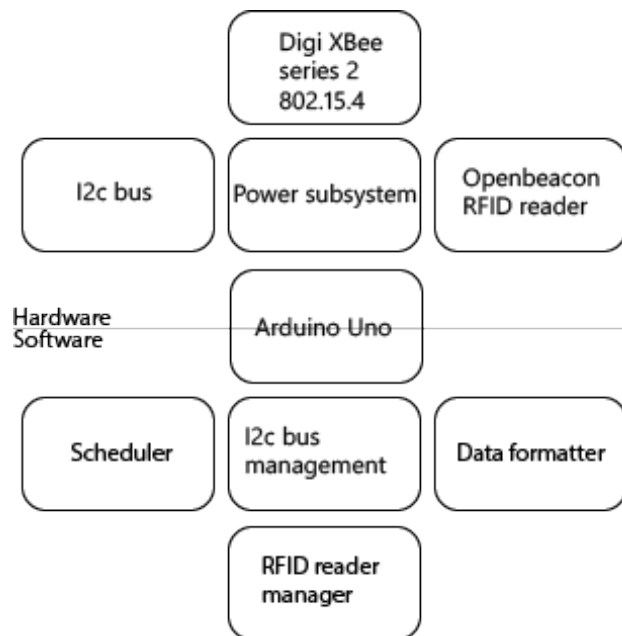 Digi XBee
series 2
802.15.4
I2c bus
Power subsystem
Openbeacon
RFID reader
Hardware
Software
Arduino Uno
Scheduler
I2c bus
management
Data formatter
RFID reader
manager